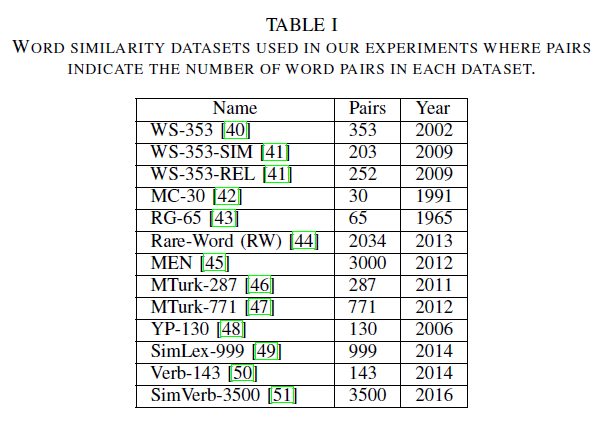 TABLE I
WORD SIMILARITY DATASETS USED IN OUR EXPERIMENTS WHERE PAIRS
INDICATE THE NUMBER OF WORD PAIRS IN EACH DATASET.
Name Pairs Year
WS-353 [40] 353 2002
WS-353-SIM [41] 203 2009
WS-353-REL [41] 252 2009
MC-30 [42] 30 1991
RG-65 [43] 65 1965
Rare-Word (RW) [44] 2034 2013
MEN [45] 3000 2012
MTurk-287 [46] 287 2011
MTurk-771 [47] 771 2012
YP-130 [48] 130 2006
SimLex-999 [49] 999 2014
Verb-143 [50] 143 2014
SimVerb-3500 [51] 3500 2016